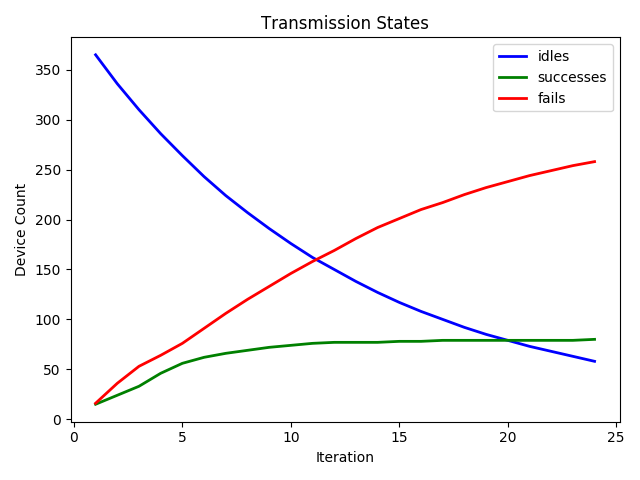 Transmission States
idles
successes
fails
Device Count
350
300
250
200
150
100
50
0
0 5 10 15 20 25
Iteration